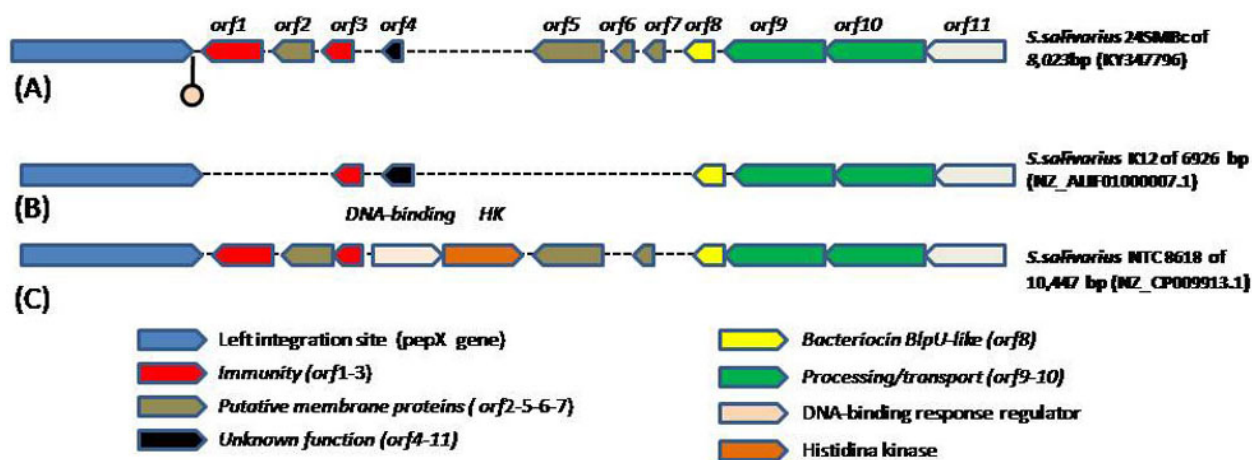 orf1 orf2 orf3 orf4 orf5 orf6 orf7 orf8 orf9 orf10 orf11
S.salivarius 24SMBc of
8,023bp (KY347796)
(A)
S.salivarius K12 of 6926 bp
(NZ_ALIF01000007.1)
(B)
DNA-binding HK
S.salivarius NTC8618 of
10,447 bp (NZ_CP009913.1)
(C)
Left integration site (pepX gene)
Immunity (orf1-3)
Putative membrane proteins ( orf2-5-6-7)
Unknown function (orf4-11)
Bacteriocin BlpU-like (orf8)
Processing/transport (orf9-10)
DNA-binding response regulator
Histidina kinase